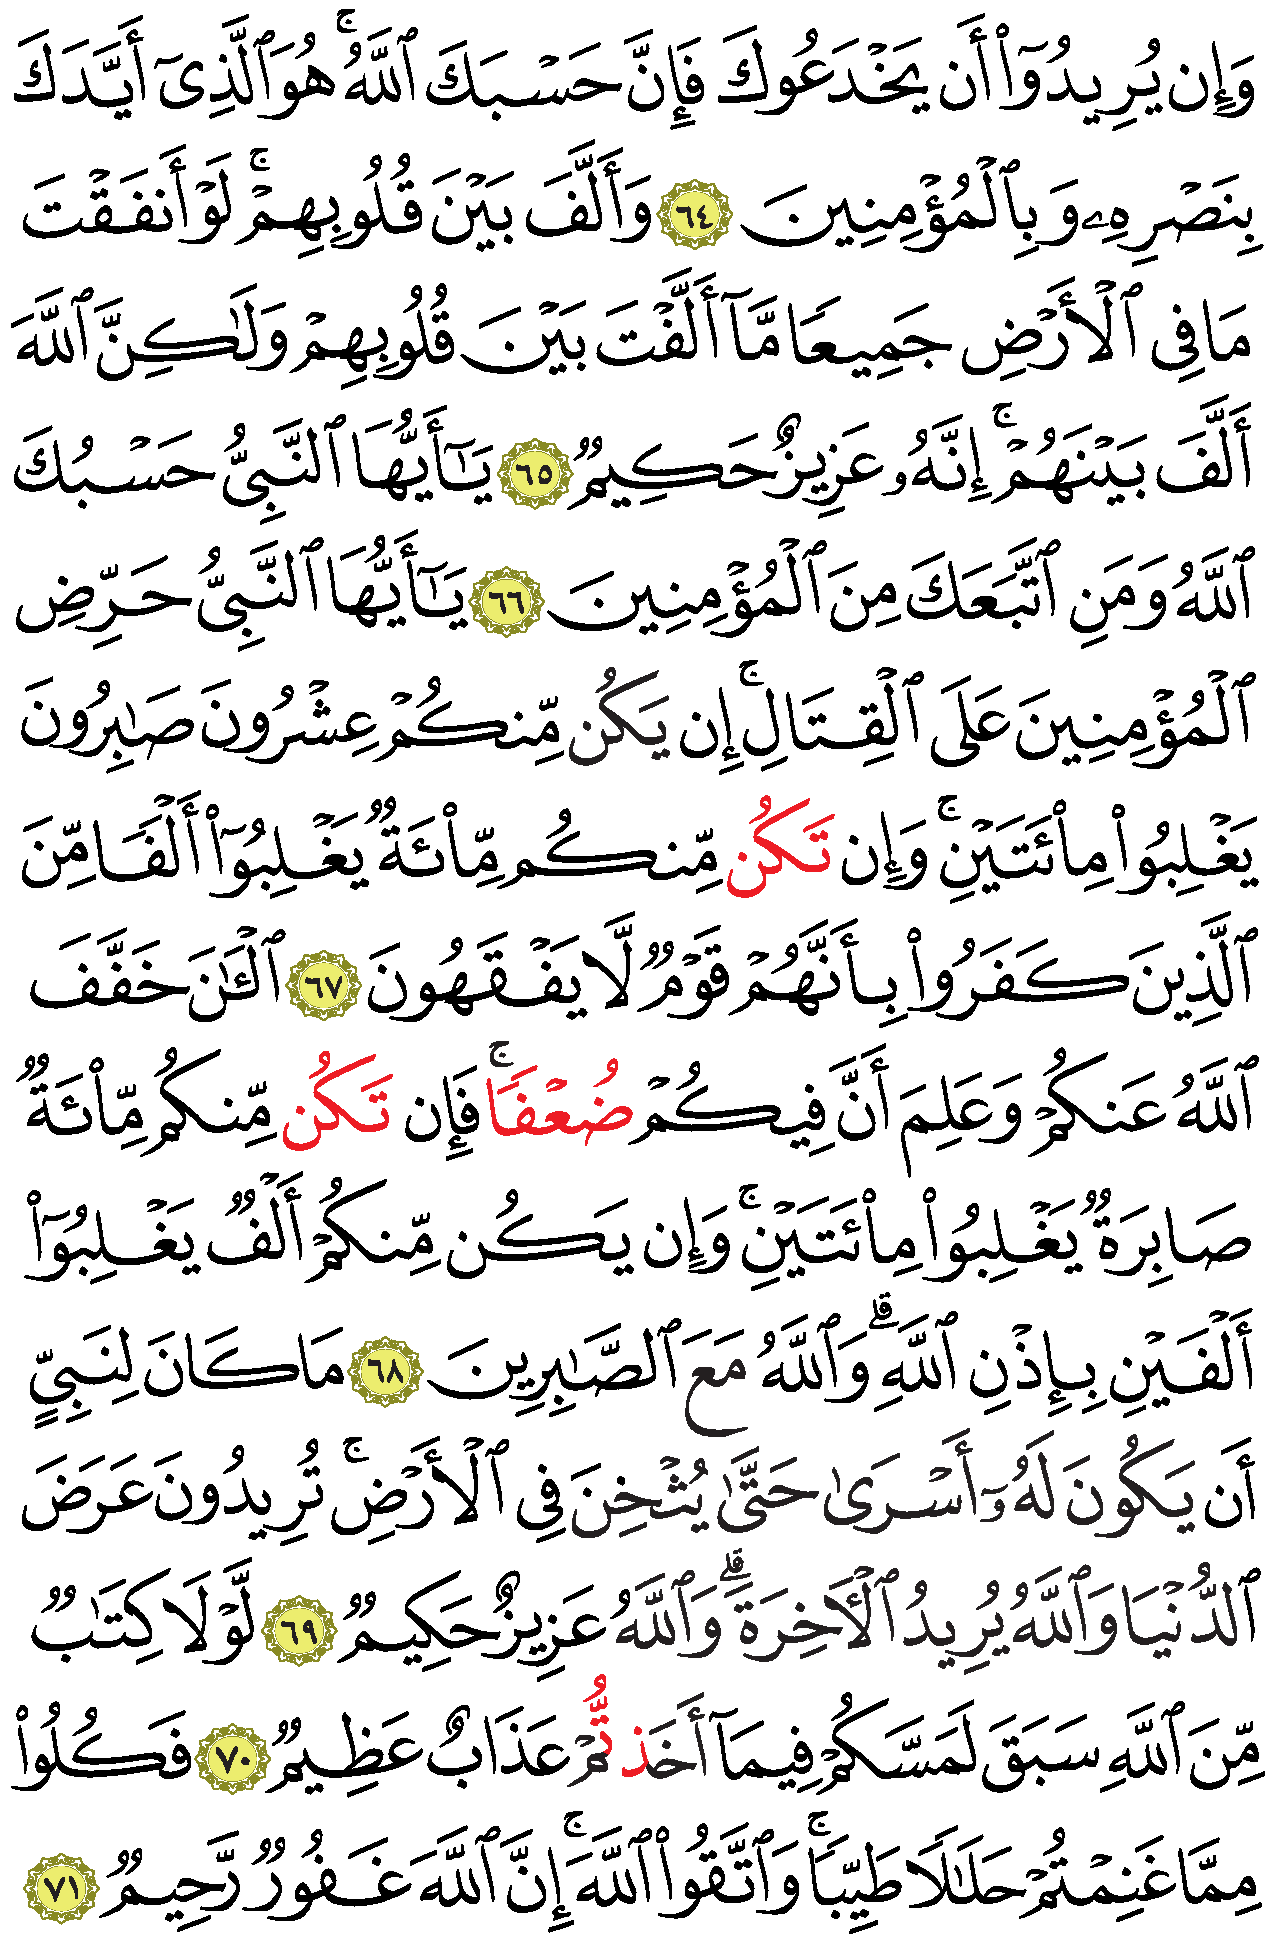 وَإِن يُرِيدُوٓا۟ أَن يَخْدَعُوكَ فَإِنَّ حَسْبَكَ ٱللَّهُ ۚ هُوَ ٱلَّذِىٓ أَيَّدَكَ
بِنَصْرِهِۦ وَبِٱلْمُؤْمِنِينَ ٦٤ وَأَلَّفَ بَيْنَ قُلُوبِهِمْ ۚ لَوْ أَنفَقْتَ
مَا فِى ٱلْأَرْضِ جَمِيعًا مَّآ أَلَّفْتَ بَيْنَ قُلُوبِهِمْ وَلَٰكِنَّ ٱللَّهَ
أَلَّفَ بَيْنَهُمْ ۚ إِنَّهُۥ عَزِيزٌ حَكِيمٌ ٦٥ يَٰٓأَيُّهَا ٱلنَّبِىُّ حَسْبُكَ
ٱللَّهُ وَمَنِ ٱتَّبَعَكَ مِنَ ٱلْمُؤْمِنِينَ ٦٦ يَٰٓأَيُّهَا ٱلنَّبِىُّ حَرِّضِ
ٱلْمُؤْمِنِينَ عَلَى ٱلْقِتَالِ ۚ إِن يَكُن مِّنكُمْ عِشْرُونَ صَٰبِرُونَ
يَغْلِبُوا۟ مِا۟ئَتَيْنِ ۚ وَإِن تَكُن مِّنكُم مِّا۟ئَةٌ يَغْلِبُوٓا۟ أَلْفًا مِّنَ
ٱلَّذِينَ كَفَرُوا۟ بِأَنَّهُمْ قَوْمٌ لَّا يَفْقَهُونَ ٦٧ ٱلْـَٰٔنَ خَفَّفَ
ٱللَّهُ عَنكُمْ وَعَلِمَ أَنَّ فِيكُمْ ضُعْفًا ۚ فَإِن تَكُن مِّنكُم مِّا۟ئَةٌ
صَابِرَةٌ يَغْلِبُوا۟ مِا۟ئَتَيْنِ ۚ وَإِن يَكُن مِّنكُمْ أَلْفٌ يَغْلِبُوٓا۟
أَلْفَيْنِ بِإِذْنِ ٱللَّهِ ۗ وَٱللَّهُ مَعَ ٱلصَّٰبِرِينَ ٦٨ مَا كَانَ لِنَبِىٍّ
أَن يَكُونَ لَهُۥٓ أَسْرَىٰ حَتَّىٰ يُثْخِنَ فِى ٱلْأَرْضِ ۚ تُرِيدُونَ عَرَضَ
ٱلدُّنْيَا وَٱللَّهُ يُرِيدُ ٱلْـَٔاخِرَةَ ۗ وَٱللَّهُ عَزِيزٌ حَكِيمٌ ٦٩ لَّوْلَا كِتَٰبٌ
مِّنَ ٱللَّهِ سَبَقَ لَمَسَّكُمْ فِيمَآ أَخَذتُّمْ عَذَابٌ عَظِيمٌ ٧٠ فَكُلُوا۟
مِمَّا غَنِمْتُمْ حَلَٰلًا طَيِّبًا ۚ وَٱتَّقُوا۟ ٱللَّهَ ۚ إِنَّ ٱللَّهَ غَفُورٌ رَّحِيمٌ ٧١